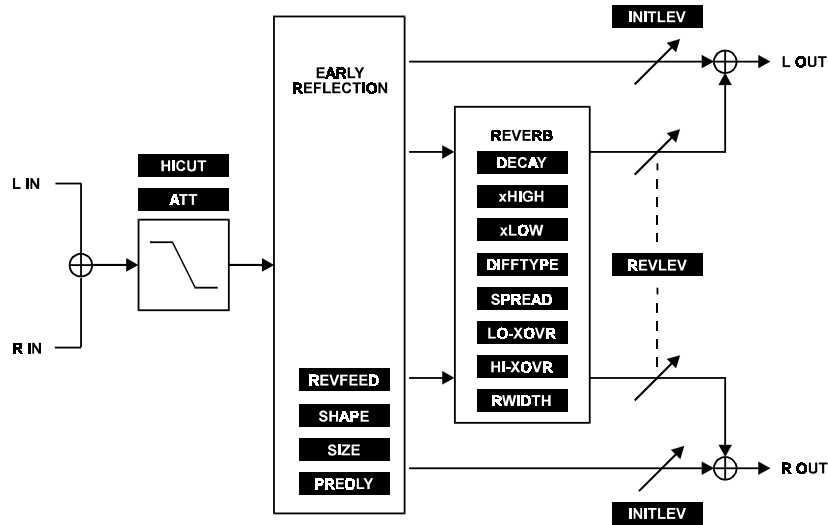 INITLEV
L OUT
EARLY
REFLECTION
REVERB
DECAY
xHIGH
xLOW
DIFFTYPE
SPREAD
LO-XOVR
HI-XOVR
RWIDTH
HICUT
ATT
L IN
R IN
REVLEV
REVFEED
SHAPE
SIZE
PREDLY
R OUT
INITLEV